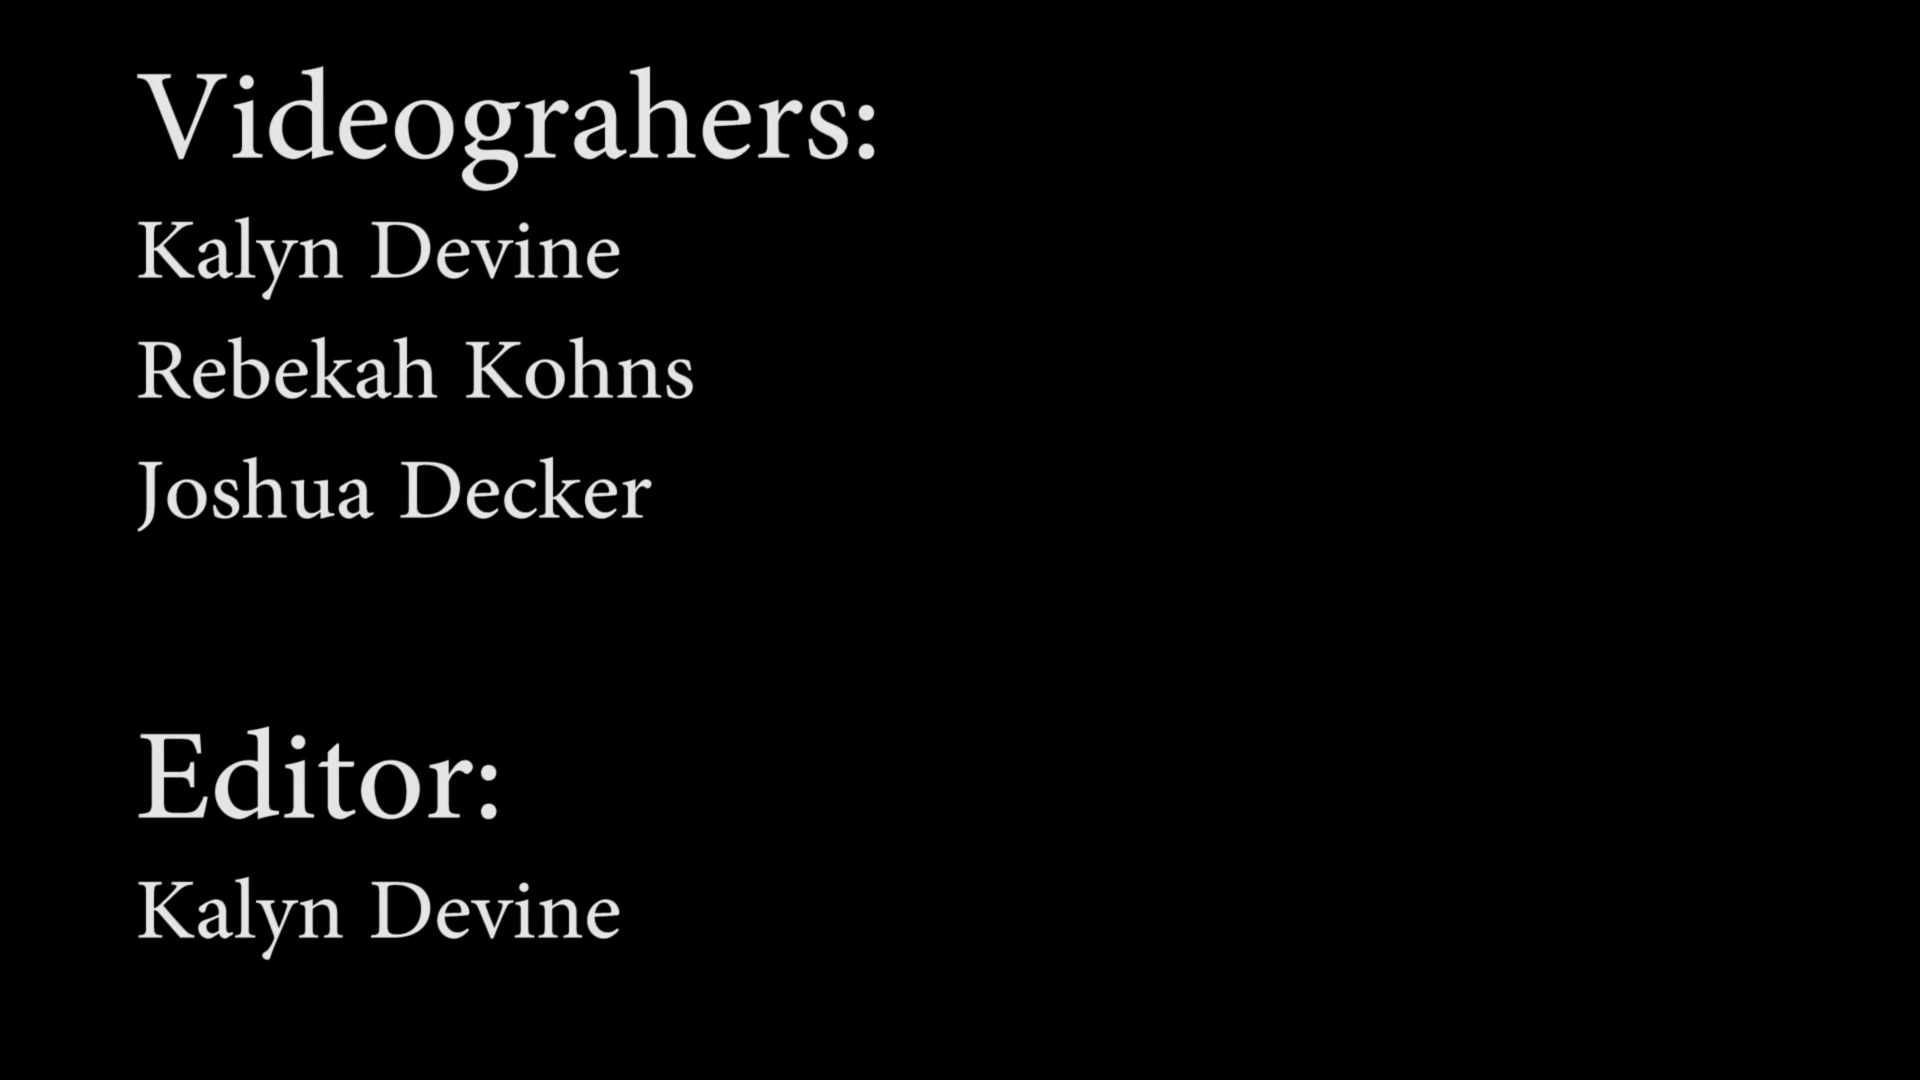 Videograhers:
Kalyn Devine
Rebekah Kohns
Joshua Decker
Editor:
Kalyn Devine